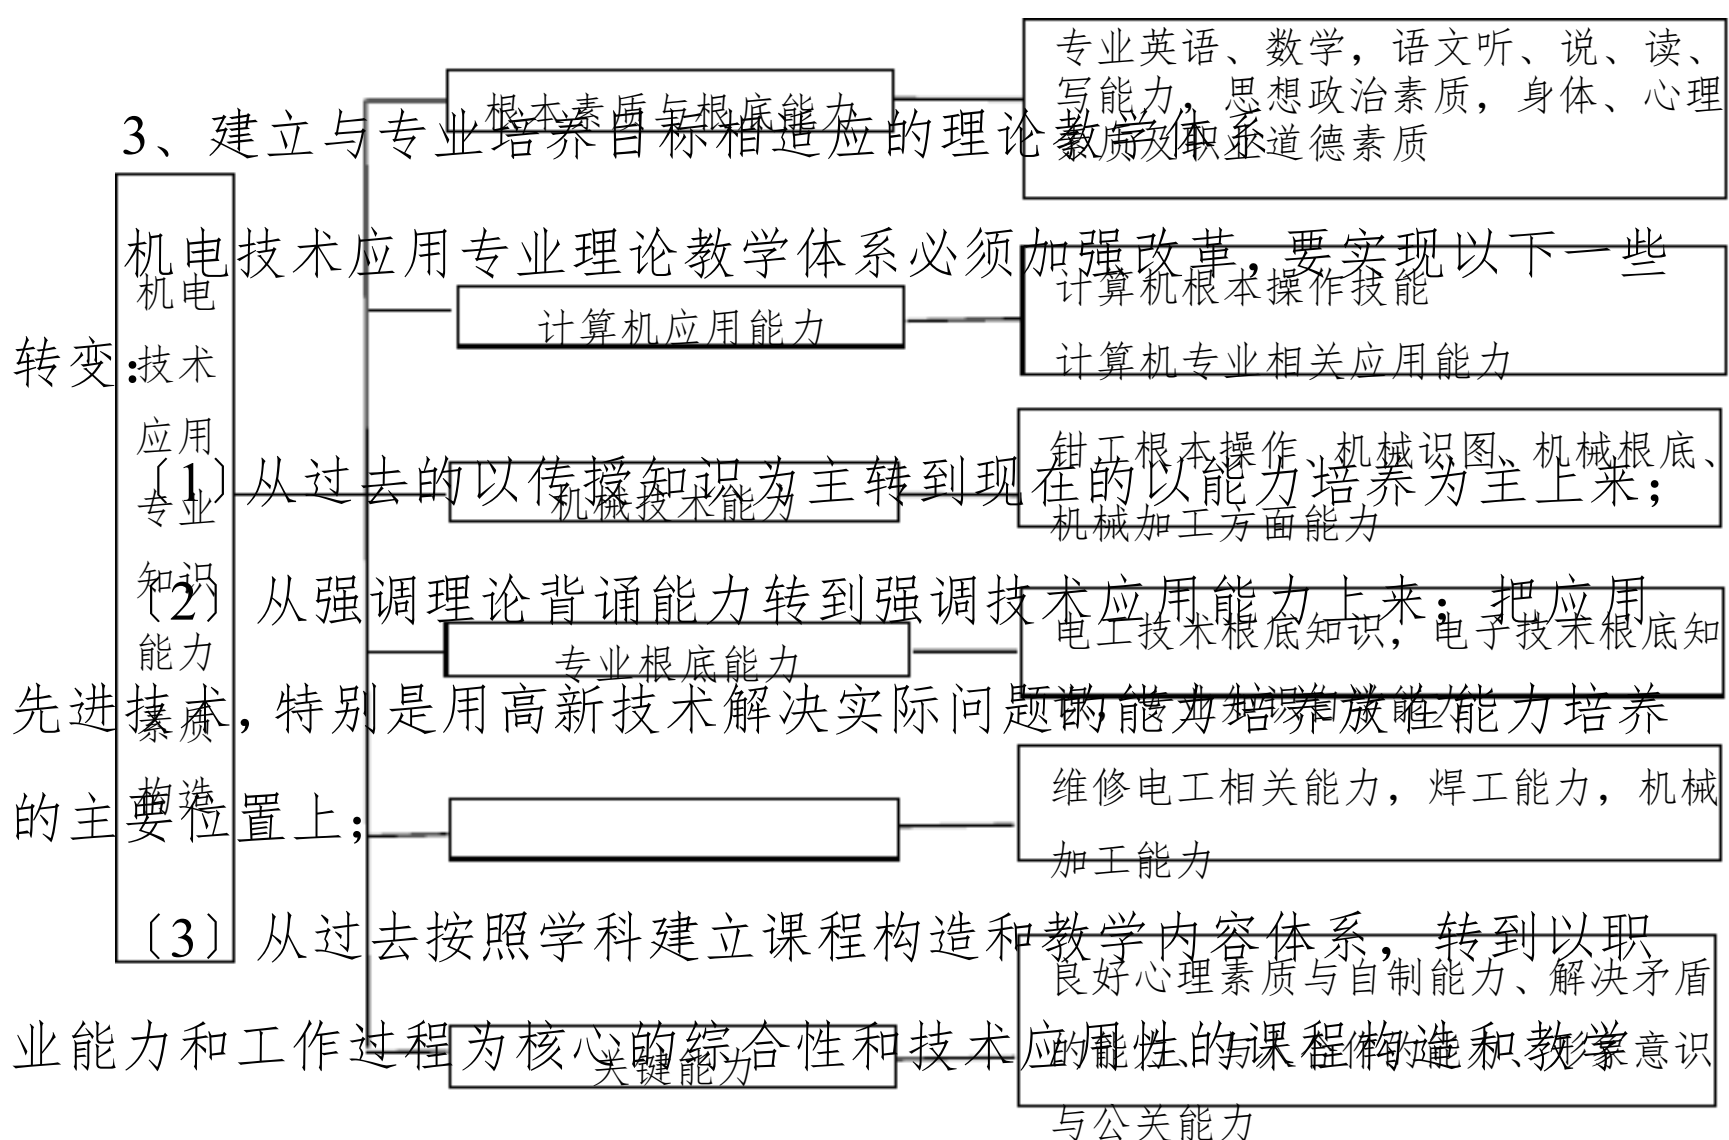 3、建立与专业培养目标相适应的理论教学体系
机电技术应用专业理论教学体系必须加强改革,要实现以下一些
转变:
〔1〕从过去的以传授知识为主转到现在的以能力培养为主上来;
〔2〕从强调理论背诵能力转到强调技术应用能力上来;把应用
先进技术,特别是用高新技术解决实际问题的能力培养放在能力培养
的主要位置上;
〔3〕从过去按照学科建立课程构造和教学内容体系,转到以职
业能力和工作过程为核心的综合性和技术应用性的课程构造和教学
机电
技术
应用
专业
知识
能力
素质
构造
根本素质与根底能力
专业英语、数学,语文听、说、读、
写能力,思想政治素质,身体、心理
素质及职业道德素质
计算机应用能力
计算机根本操作技能
计算机专业相关应用能力
机械技术能力
钳工根本操作、机械识图、机械根底、
机械加工方面能力
专业根底能力
电工技术根底知识,电子技术根底知
维修电工相关能力,焊工能力,机械
加工能力
关键能力
良好心理素质与自制能力、解决矛盾
的能力、与人合作的能力、形象意识
与公关能力